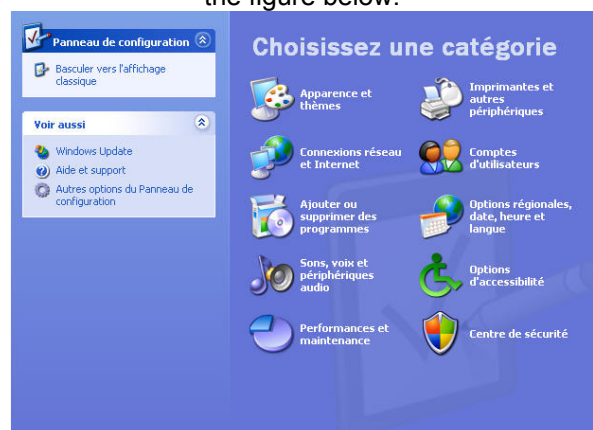 the figure below.
Panneau de configuration
Basculer vers l'affichage
classique
Voir aussi
Windows Update
Aide et support
Autres options du Panneau de
configuration
Choisissez une catégorie
Apparence et
thèmes
Imprimantes et
autres
périphériques
Connexions réseau
et Internet
Comptes
d'utilisateurs
Ajouter ou
supprimer des
programmes
Options régionales,
date, heure et
langue
Sons, voix et
périphériques
audio
Options
d'accessibilité
Performances et
maintenance
Centre de sécurité